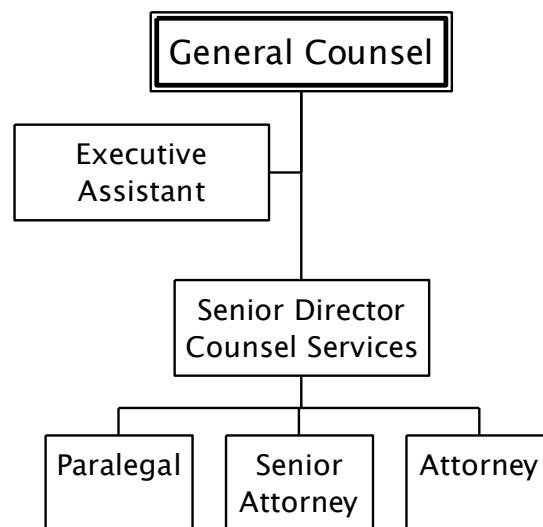 General Counsel
Executive
Assistant
Senior Director
Counsel Services
Paralegal
Senior
Attorney
Attorney